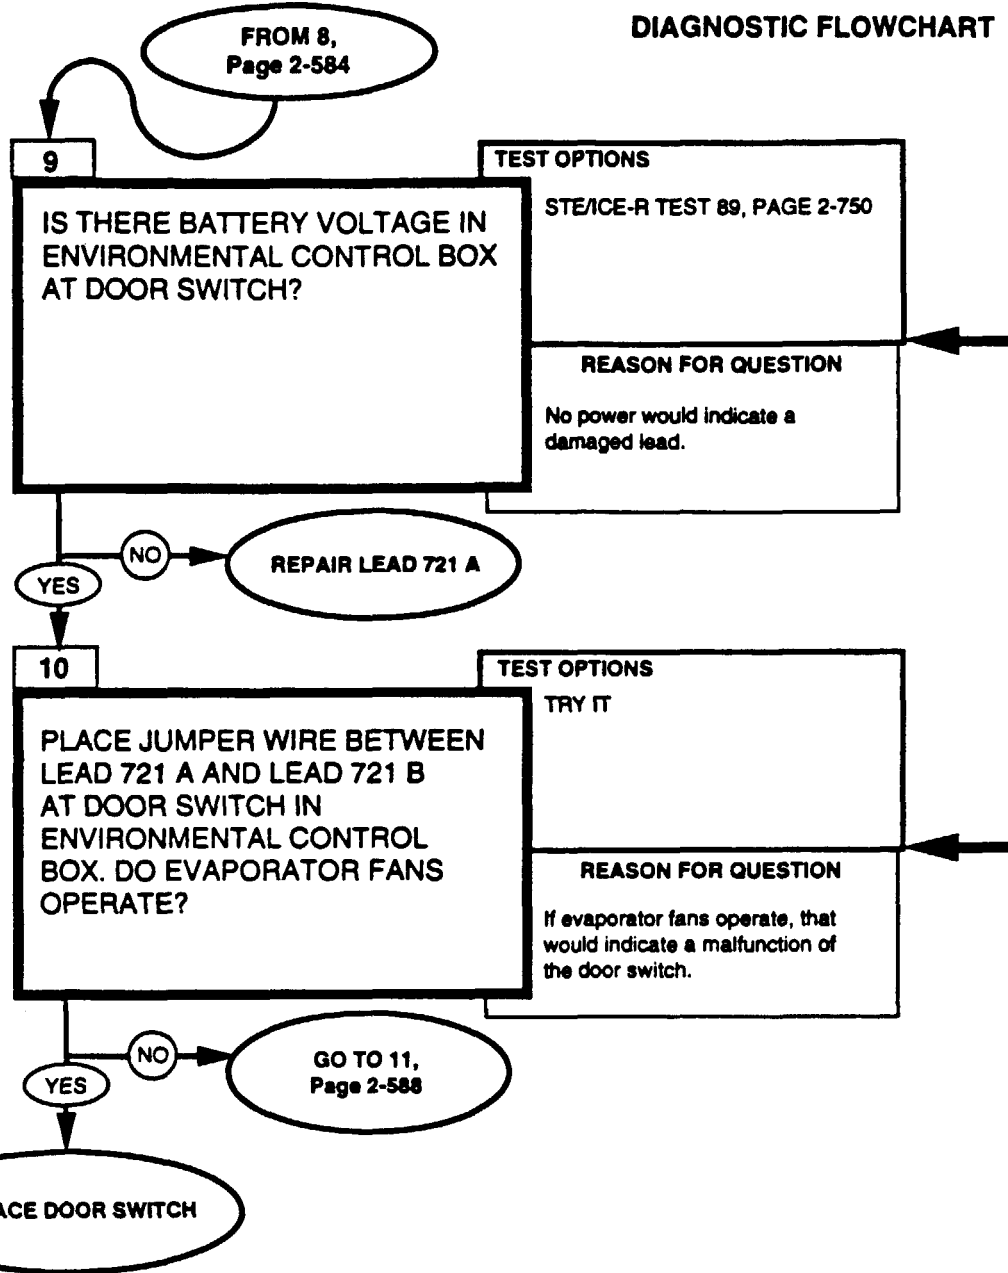 DIAGNOSTIC FLOWCHART
FROM 8,
Page 2-584
9
IS THERE BATTERY VOLTAGE IN
ENVIRONMENTAL CONTROL BOX
AT DOOR SWITCH?
TEST OPTIONS
STE/ICE-R TEST 89, PAGE 2-750
REASON FOR QUESTION
No power would indicate a
damaged lead.
NO
REPAIR LEAD 721 A
YES
10
PLACE JUMPER WIRE BETWEEN
LEAD 721 A AND LEAD 721 B
AT DOOR SWITCH IN
ENVIRONMENTAL CONTROL
BOX. DO EVAPORATOR FANS
OPERATE?
TEST OPTIONS
TRY IT
REASON FOR QUESTION
If evaporator fans operate, that
would indicate a malfunction of
the door switch.
NO
GO TO 11,
Page 2-588
YES
ACE DOOR SWITCH